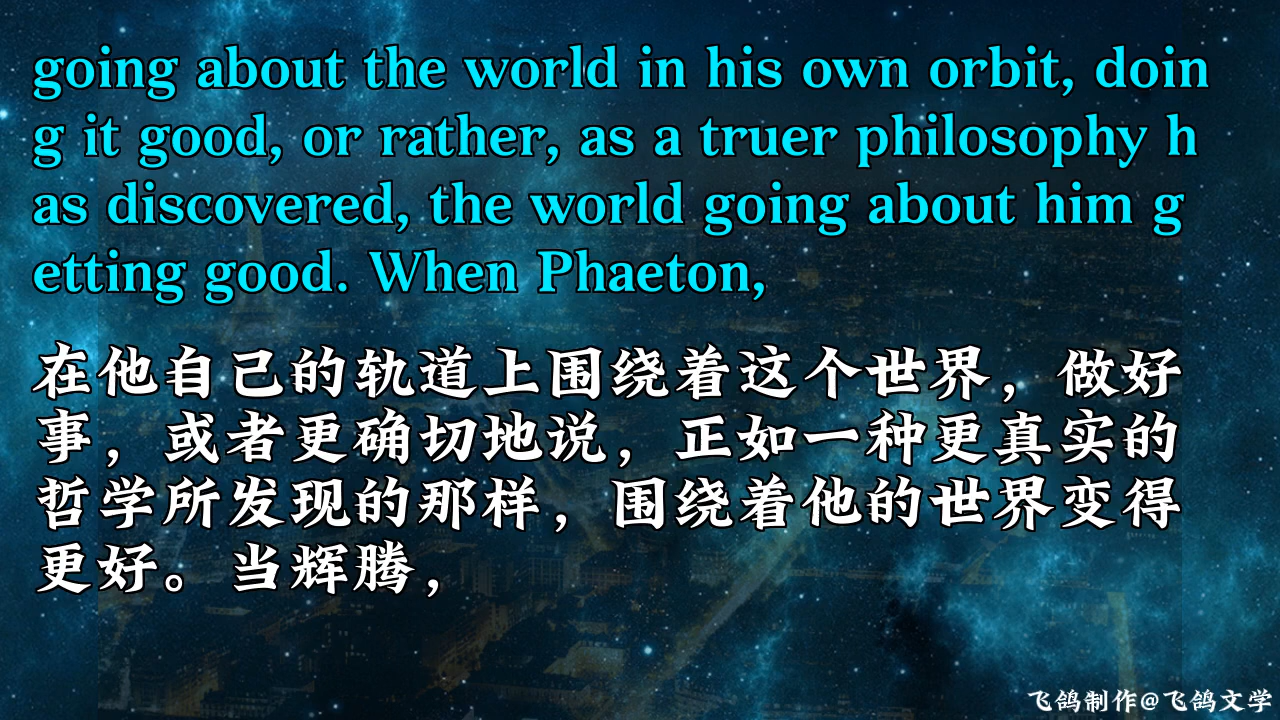 going about the world in his own orbit, doin
g it good, or rather, as a truer philosophy h
as discovered, the world going about him g
etting good. When Phaeton,
在他自己的轨道上围绕着这个世界，做好
事，或者更确切地说，正如一种更真实的
哲学所发现的那样，围绕着他的世界变得
更好。当辉腾，
飞鸽制作@飞鸽文学